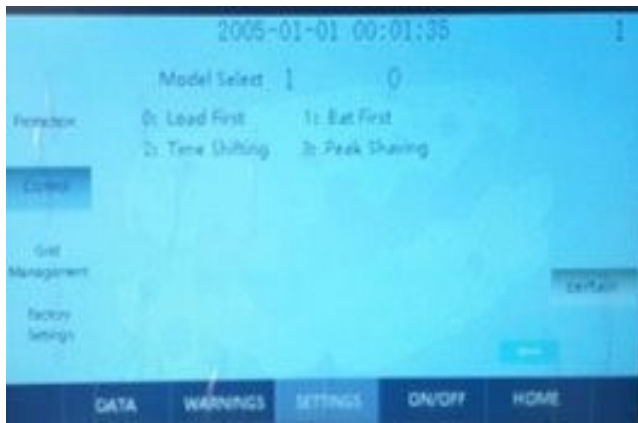 2005-01-01 00:01:35 1
Model Select 1 0
0: Load First 1: Bat First
2: Time Shifting 3: Peak Shaving
Protection
Control
Grid
Management
Factory
Settings
certain
DATA WARNINGS SETTINGS ON/OFF HOME